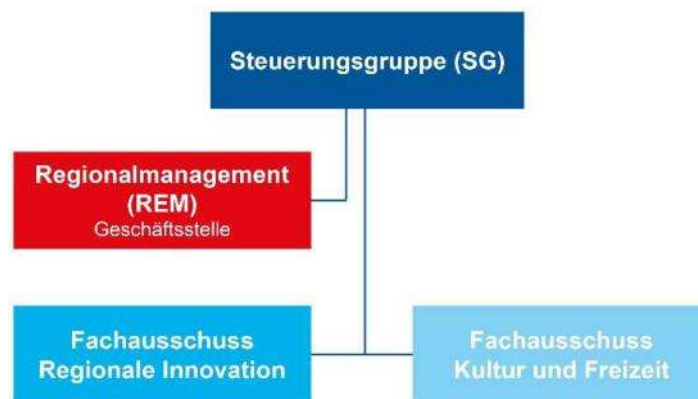 Steuerungsgruppe (SG)
Regionalmanagement
(REM)
Geschäftsstelle
Fachausschuss
Regionale Innovation
Fachausschuss
Kultur und Freizeit